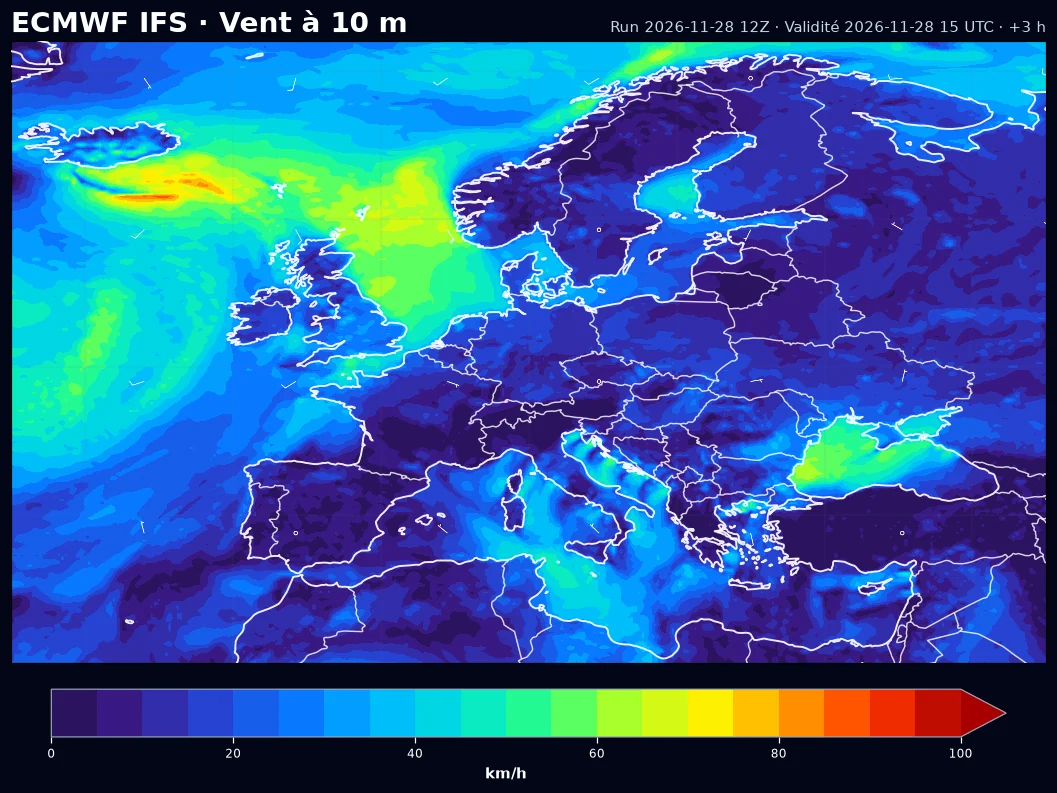 ECMWF IFS · Vent à 10 m
Run 2026-11-28 12Z · Validité 2026-11-28 15 UTC · +3 h
0 20 40 60 80 100
km/h